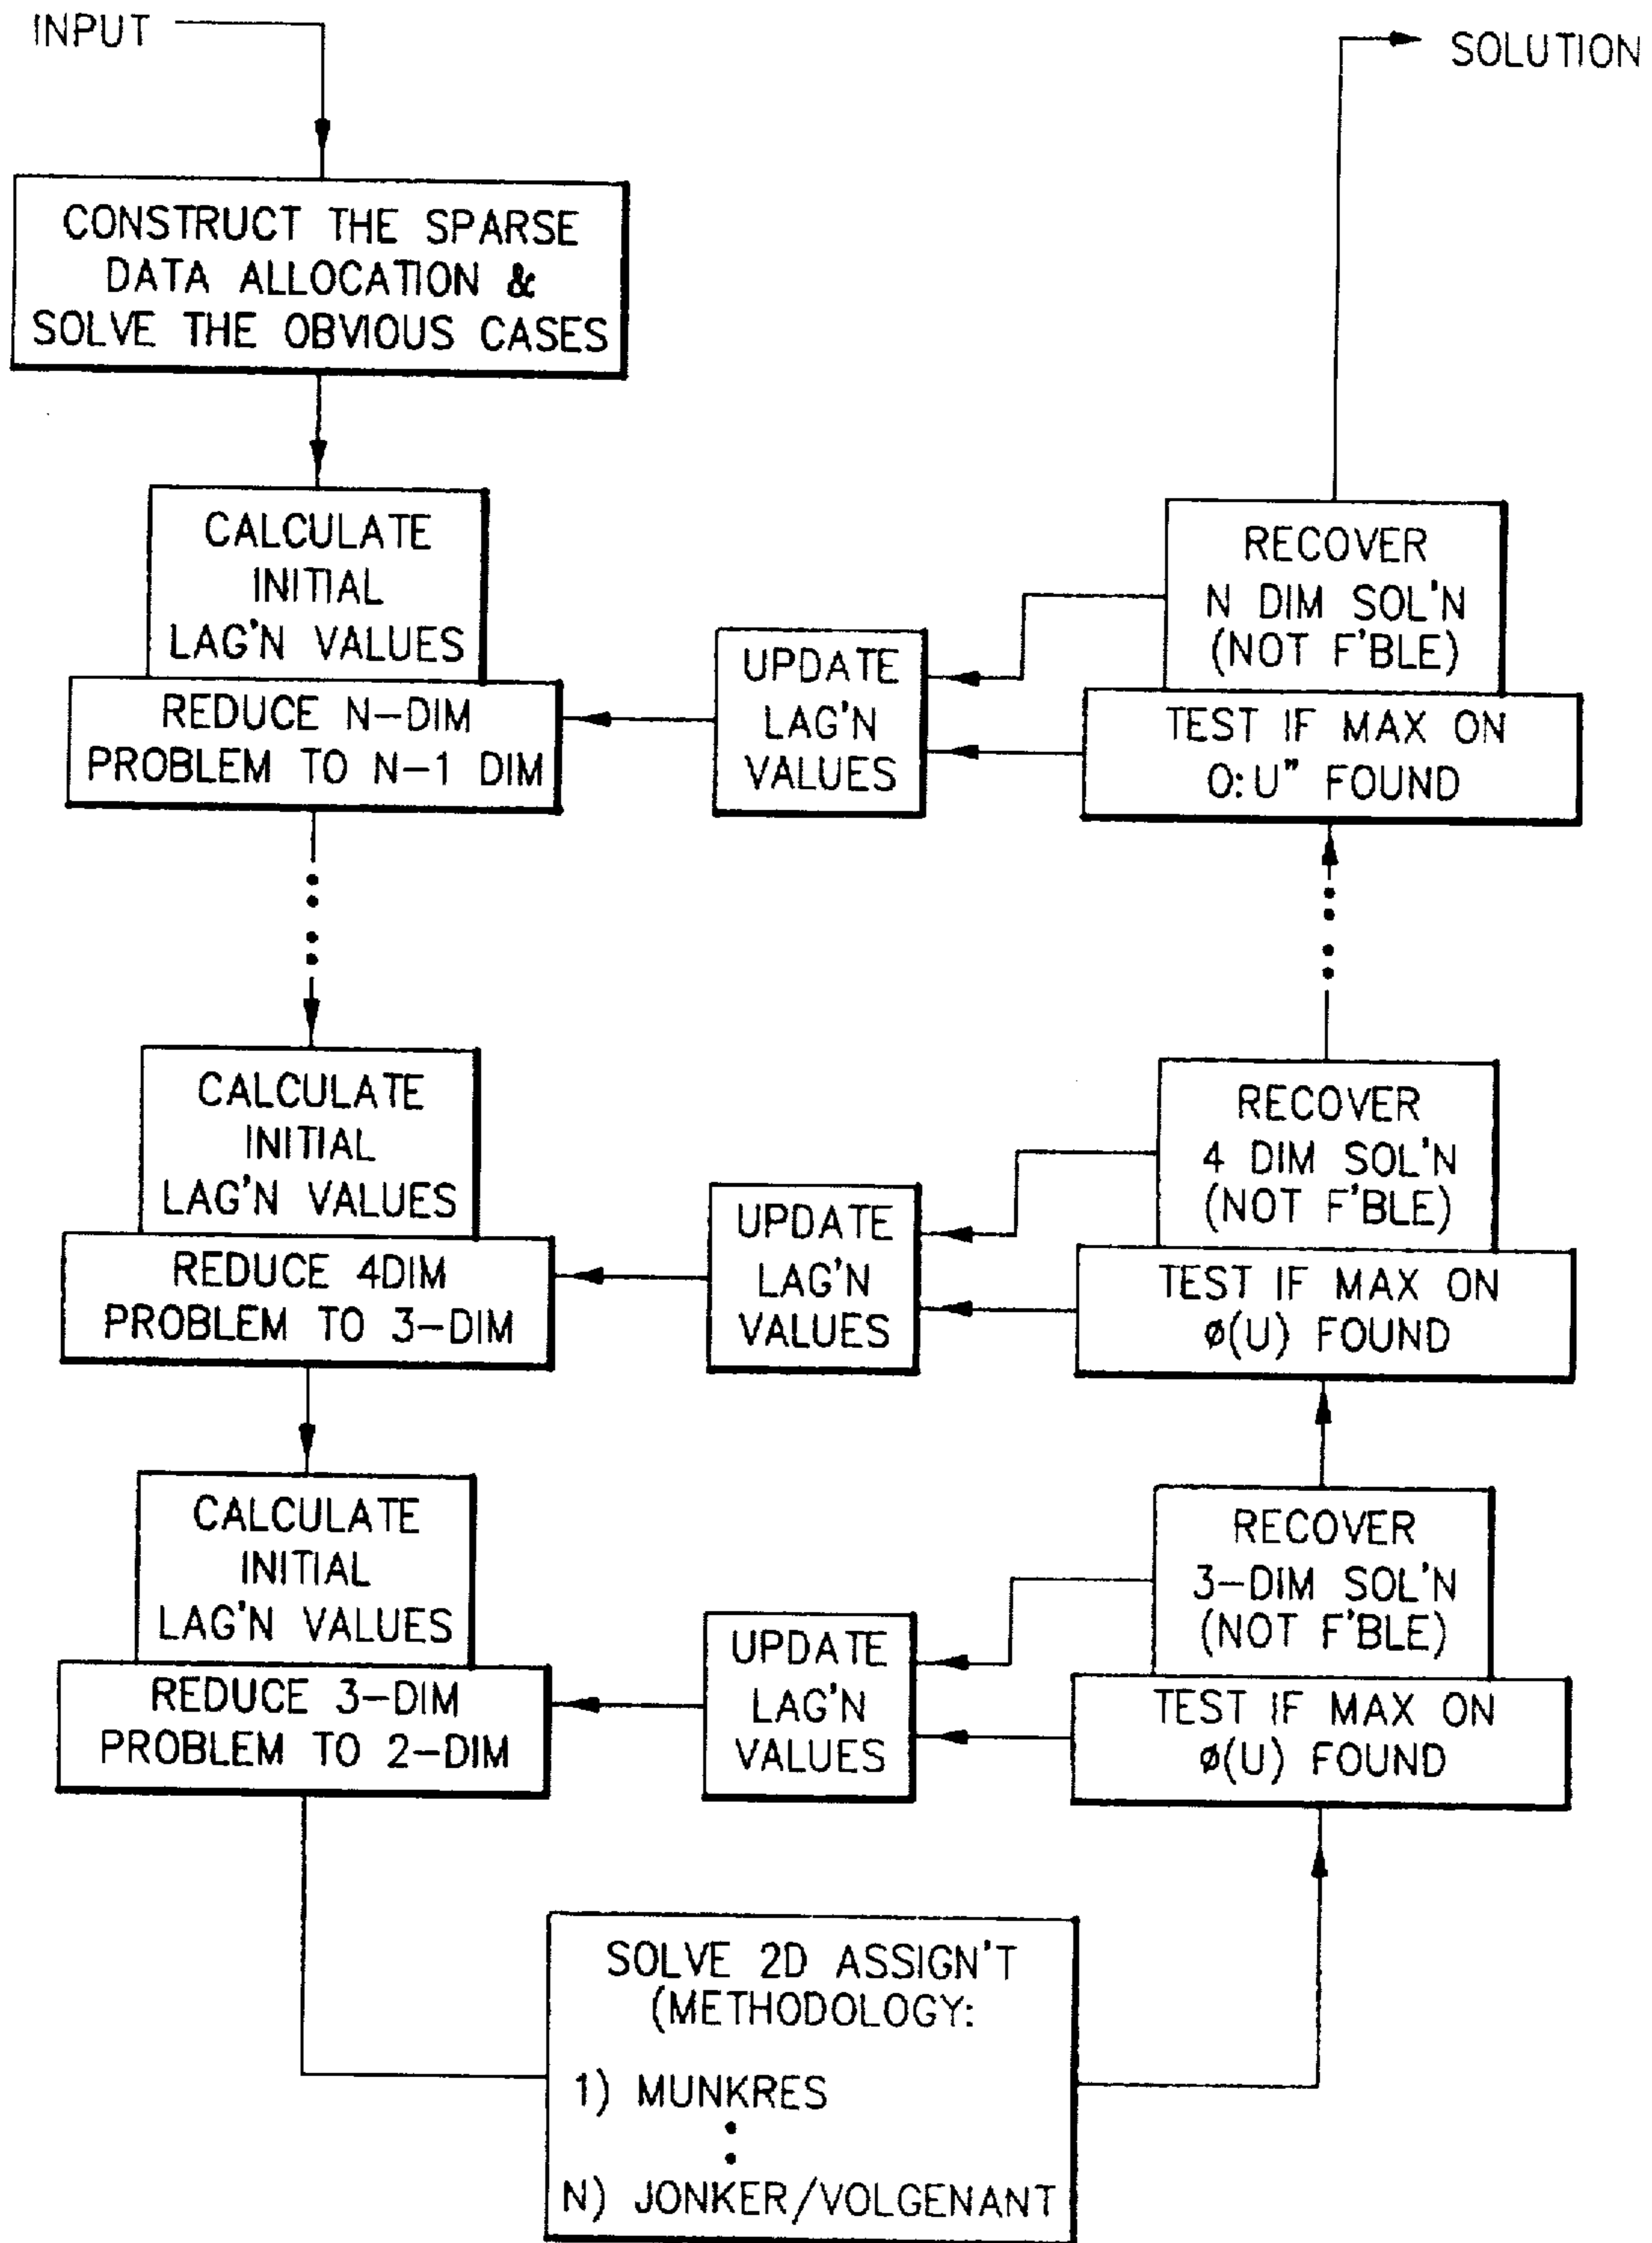 INPUT
SOLUTION
CONSTRUCT THE SPARSE
DATA ALLOCATION &
SOLVE THE OBVIOUS CASES
CALCULATE
INITIAL
LAG'N VALUES
REDUCE N-DIM
PROBLEM TO N-1 DIM
UPDATE
LAG'N
VALUES
RECOVER
N DIM SOL'N
(NOT F'BLE)
TEST IF MAX ON
O:U" FOUND
CALCULATE
INITIAL
LAG'N VALUES
REDUCE 4DIM
PROBLEM TO 3-DIM
UPDATE
LAG'N
VALUES
RECOVER
4 DIM SOL'N
(NOT F'BLE)
TEST IF MAX ON
ø(U) FOUND
CALCULATE
INITIAL
LAG'N VALUES
REDUCE 3-DIM
PROBLEM TO 2-DIM
UPDATE
LAG'N
VALUES
RECOVER
3-DIM SOL'N
(NOT F'BLE)
TEST IF MAX ON
ø(U) FOUND
SOLVE 2D ASSIGN'T
(METHODOLOGY:
1) MUNKRES
N) JONKER/VOLGENANT